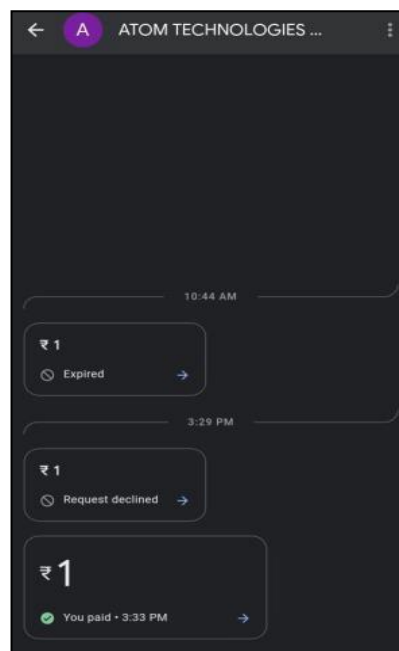 A ATOM TECHNOLOGIES ...
10:44 AM
₹ 1
Expired
3:29 PM
₹ 1
Request declined
₹ 1
You paid • 3:33 PM